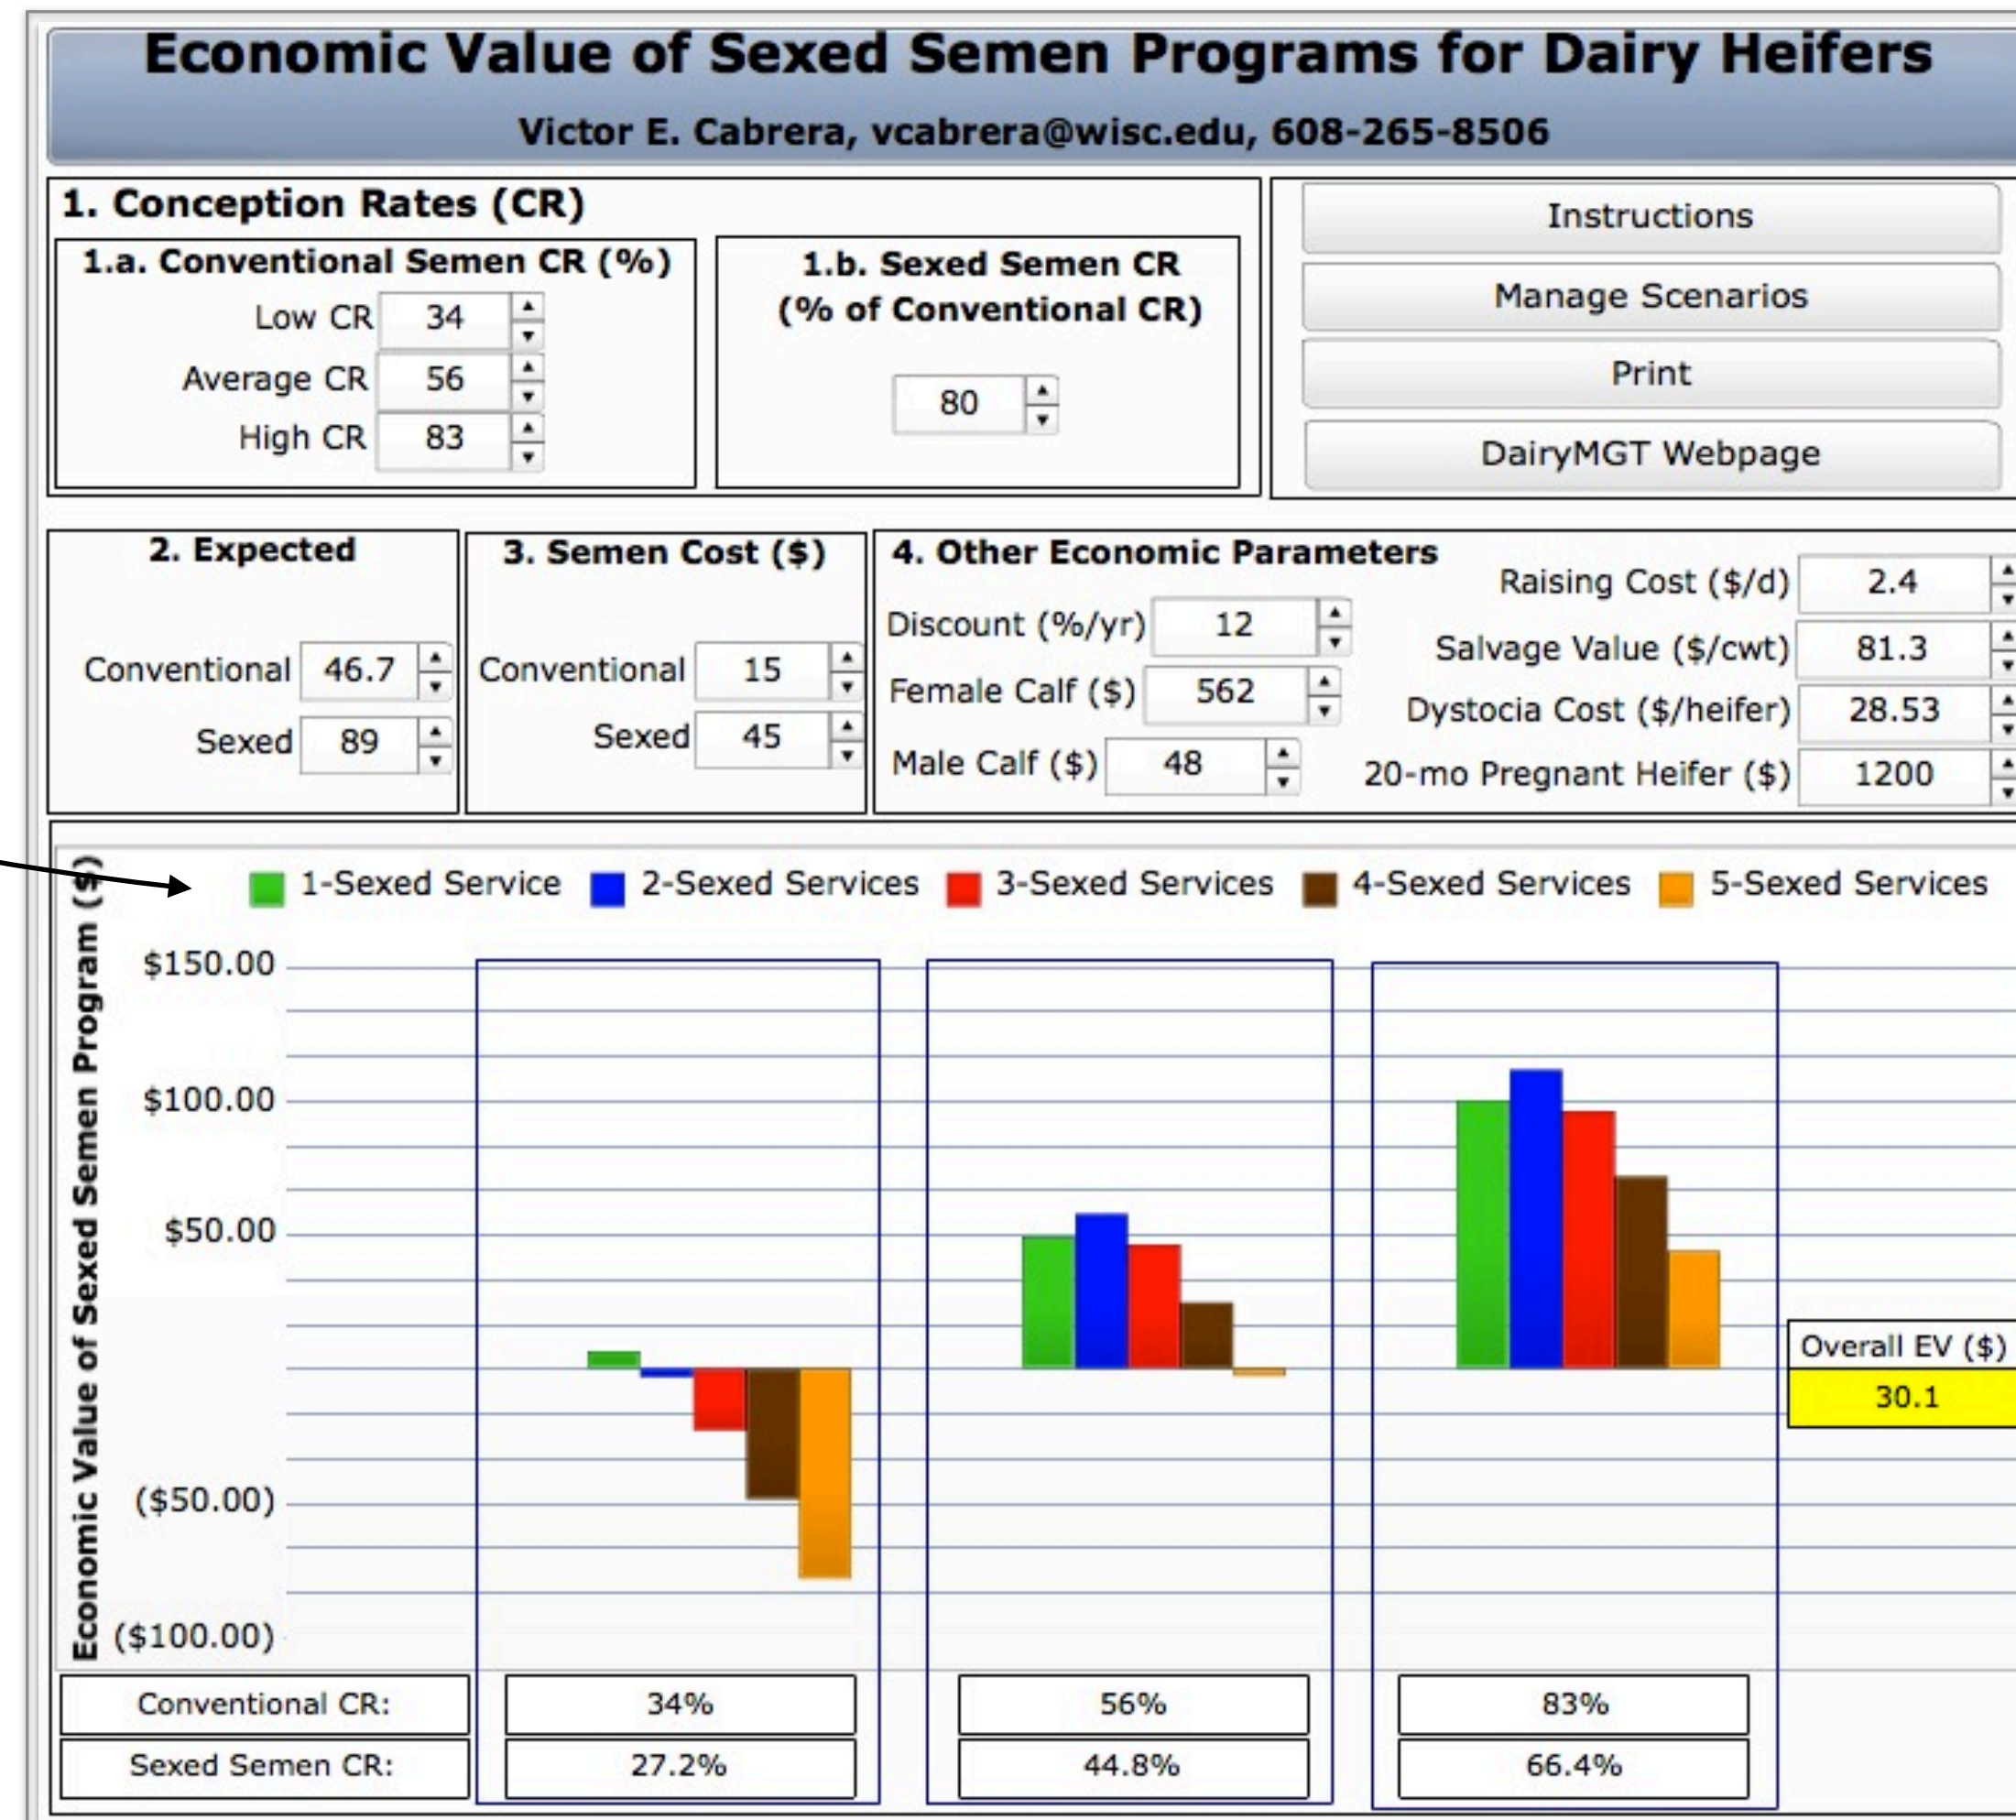 Economic Value of Sexed Semen Programs for Dairy Heifers
Victor E. Cabrera, vcabrera@wisc.edu, 608-265-8506
1. Conception Rates (CR)
1.a. Conventional Semen CR (%)
Low CR 34
Average CR 56
High CR 83
1.b. Sexed Semen CR
(% of Conventional CR)
80
Instructions
Manage Scenarios
Print
DairyMGT Webpage
2. Expected
Conventional 46.7
Sexed 89
3. Semen Cost ($)
Conventional 15
Sexed 45
4. Other Economic Parameters
Discount (%/yr) 12
Female Calf ($) 562
Male Calf ($) 48
Raising Cost ($/d) 2.4
Salvage Value ($/cwt) 81.3
Dystocia Cost ($/heifer) 28.53
20-mo Pregnant Heifer ($) 1200
Economic Value of Sexed Semen Program ($)
1-Sexed Service 2-Sexed Services 3-Sexed Services 4-Sexed Services 5-Sexed Services
$150.00
$100.00
$50.00
($50.00)
($100.00)
Overall EV ($)
30.1
Conventional CR: 34% 56% 83%
Sexed Semen CR: 27.2% 44.8% 66.4%